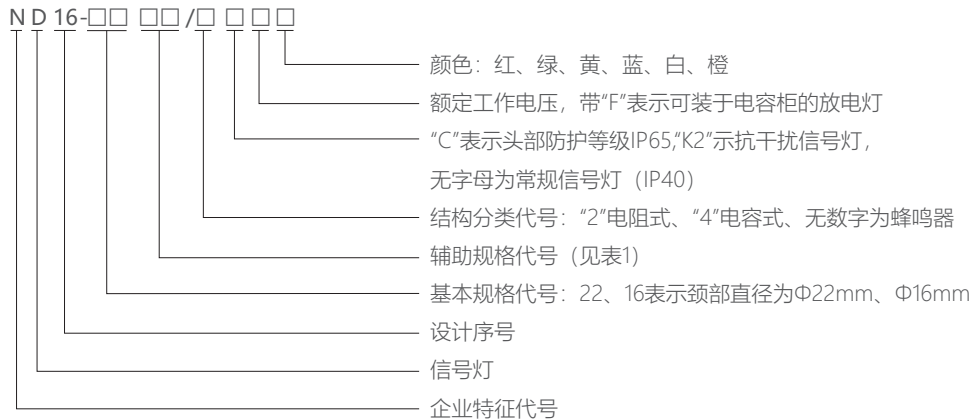 N D 16-□□ □□/□ □ □ □
颜色：红、绿、黄、蓝、白、橙
额定工作电压，带“F”表示可装于电容柜的放电灯
“C”表示头部防护等级IP65,“K2”示抗干扰信号灯，
无字母为常规信号灯（IP40）
结构分类代号：“2”电阻式、“4”电容式、无数字为蜂鸣器
辅助规格代号（见表1）
基本规格代号：22、16表示颈部直径为Φ22mm、Φ16mm
设计序号
信号灯
企业特征代号